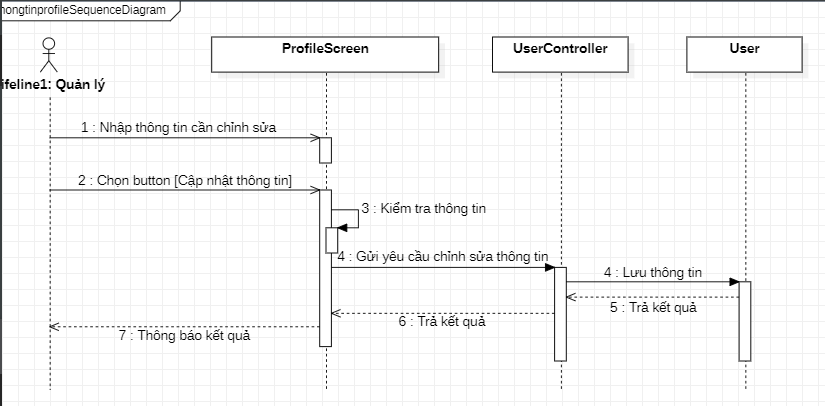 hongtinprofileSequenceDiagram
ProfileScreen
UserController
User
ifeline1: Quản lý
1 : Nhập thông tin cần chỉnh sửa
2 : Chọn button [Cập nhật thông tin]
3 : Kiểm tra thông tin
4 : Gửi yêu cầu chỉnh sửa thông tin
4 : Lưu thông tin
5 : Trả kết quả
6 : Trả kết quả
7 : Thông báo kết quả